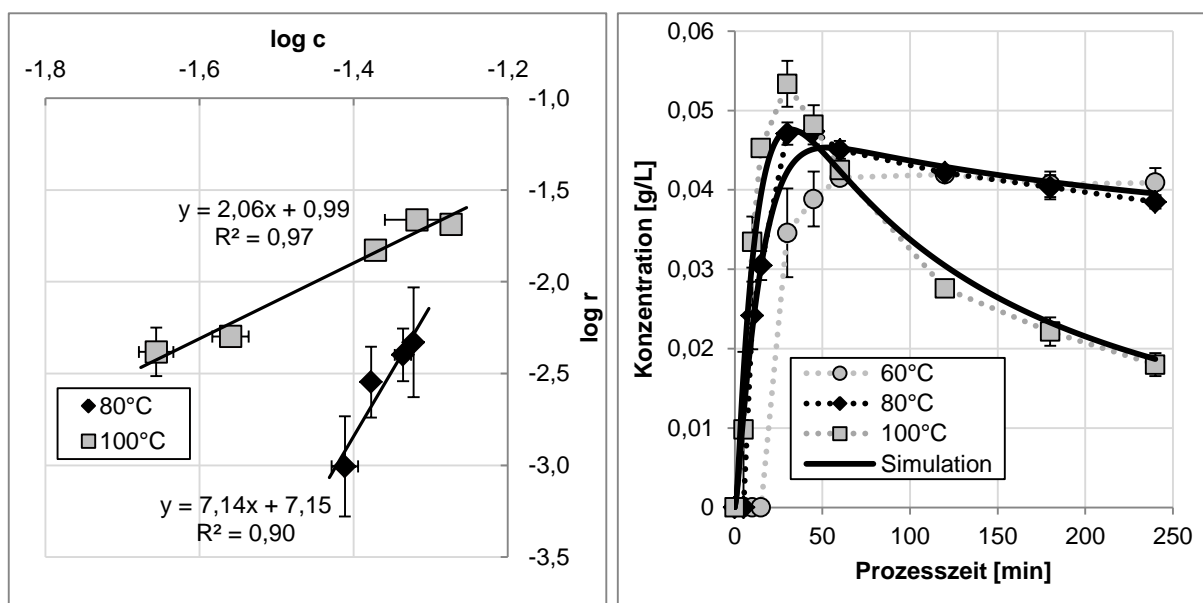 log c
-1,8
-1,6
-1,4
-1,2
-1,0
-1,5
-2,0
-2,5
-3,0
-3,5
log r
y = 2,06x + 0,99
R² = 0,97
80°C
100°C
y = 7,14x + 7,15
R² = 0,90
0,06
0,05
0,04
0,03
0,02
0,01
0
Konzentration [g/L]
60°C
80°C
100°C
Simulation
0
50
100
150
200
250
Prozesszeit [min]